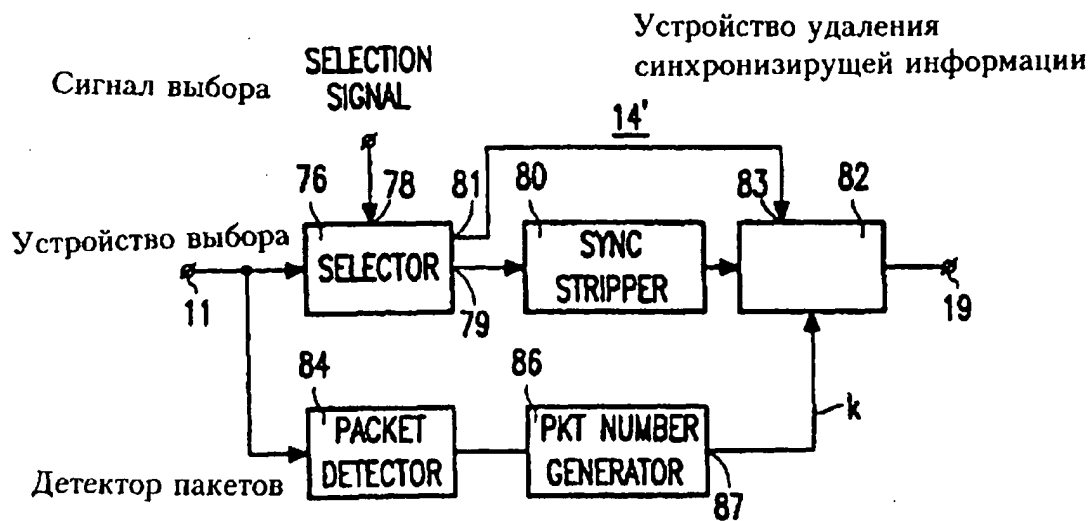 Устройство удаления
синхронизирущей информации
Сигнал выбора
SELECTION
SIGNAL
14'
76
78
81
80
83
82
Устройство выбора
SELECTOR
SYNC
STRIPPER
11
79
19
84
86
k
PACKET
DETECTOR
PKT NUMBER
GENERATOR
87
Детектор пакетов